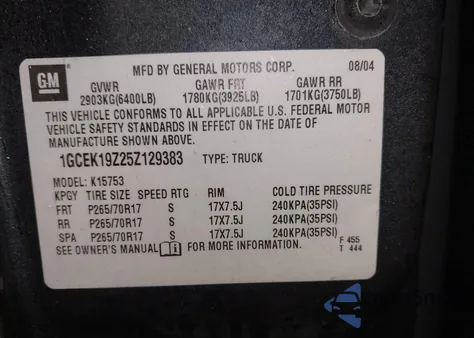 GM
MFD BY GENERAL MOTORS CORP. 08/04
GVWR GAWR FRT GAWR RR
2903KG(6400LB) 1780KG(3925LB) 1701KG(3750LB)
THIS VEHICLE CONFORMS TO ALL APPLICABLE U.S. FEDERAL MOTOR
VEHICLE SAFETY STANDARDS IN EFFECT ON THE DATE OF
MANUFACTURE SHOWN ABOVE.
1GCEK19Z25Z129383 TYPE: TRUCK
MODEL: K15753
KPGY TIRE SIZE SPEED RTG RIM COLD TIRE PRESSURE
FRT P265/70R17 S 17X7.5J 240KPA(35PSI)
RR P265/70R17 S 17X7.5J 240KPA(35PSI)
SPA P265/70R17 S 17X7.5J 240KPA(35PSI)
SEE OWNER'S MANUAL FOR MORE INFORMATION.
F 455
T 444